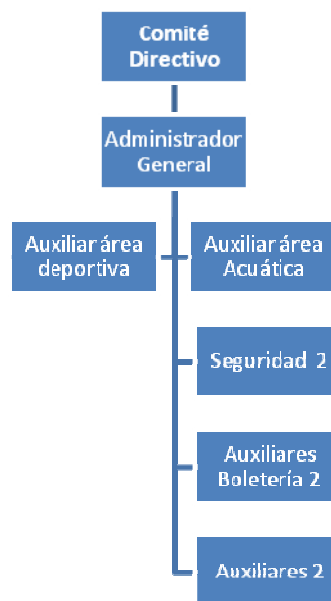 Comité
Directivo
Administrador
General
Auxiliar área
deportiva
Auxiliar área
Acuática
Seguridad 2
Auxiliares
Boletería 2
Auxiliares 2